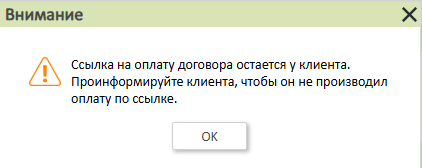 Внимание
Ссылка на оплату договора остается у клиента.
Проинформируйте клиента, чтобы он не производил
оплату по ссылке.
OK